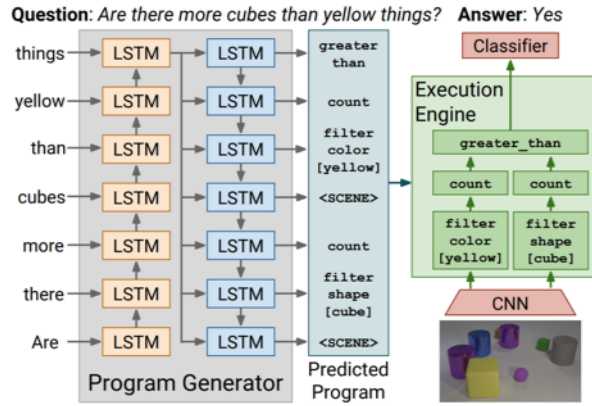 Question: Are there more cubes than yellow things? Answer: Yes
things
yellow
than
cubes
more
there
Are
LSTM
LSTM
LSTM
LSTM
LSTM
LSTM
LSTM
LSTM
LSTM
LSTM
LSTM
LSTM
LSTM
LSTM
Program Generator
greater
than
count
filter
color
[yellow]
<SCENE>
count
filter
shape
[cube]
<SCENE>
Predicted
Program
Classifier
Execution
Engine
greater_than
count count
filter
color
[yellow]
filter
shape
[cube]
CNN